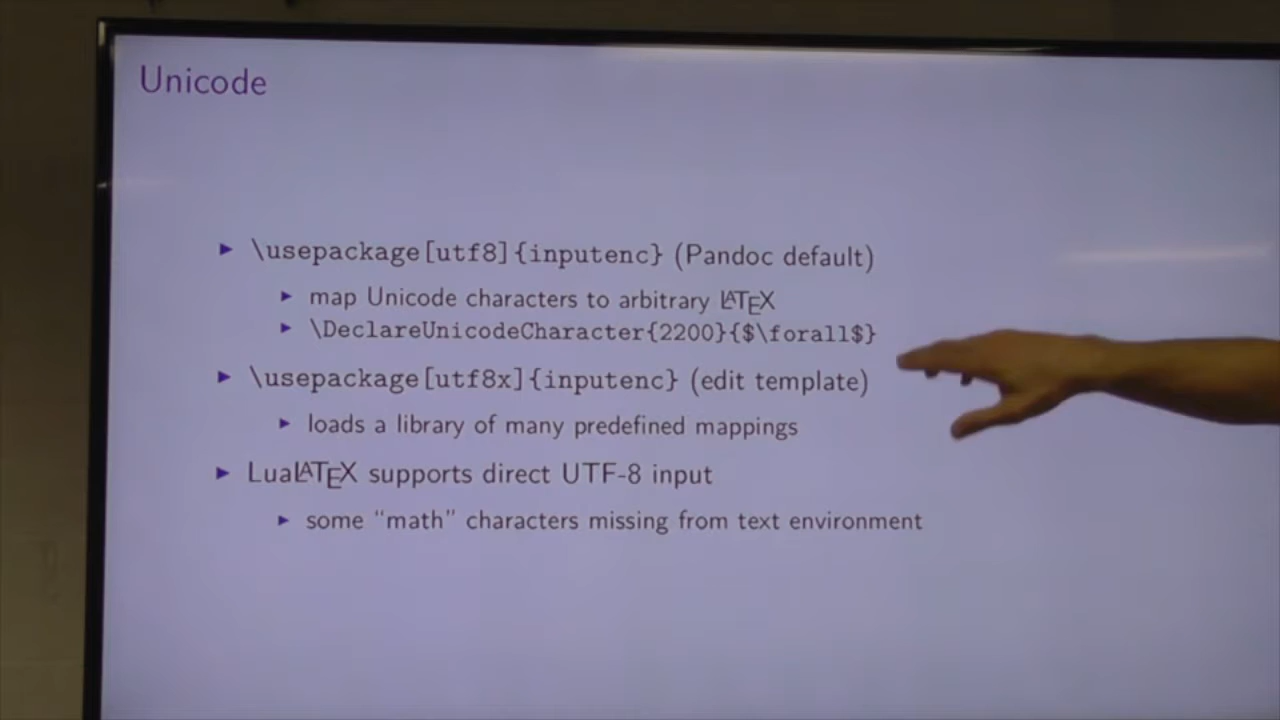 Unicode
▶ \usepackage[utf8]{inputenc} (Pandoc default)
▶ map Unicode characters to arbitrary LATEX
▶ \DeclareUnicodeCharacter{2200}{$\forall$}
▶ \usepackage[utf8x]{inputenc} (edit template)
▶ loads a library of many predefined mappings
▶ LuaLATEX supports direct UTF-8 input
▶ some “math” characters missing from text environment